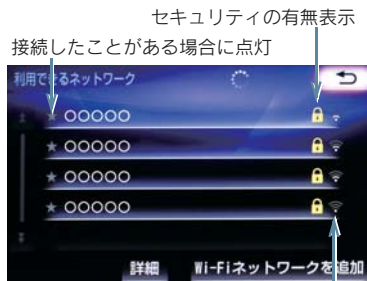 セキュリティの有無表示
接続したことがある場合に点灯
利用できるネットワーク
★ ○○○○○
★ ○○○○○
★ ○○○○○
★ ○○○○○
詳細 Wi-Fiネットワークを追加